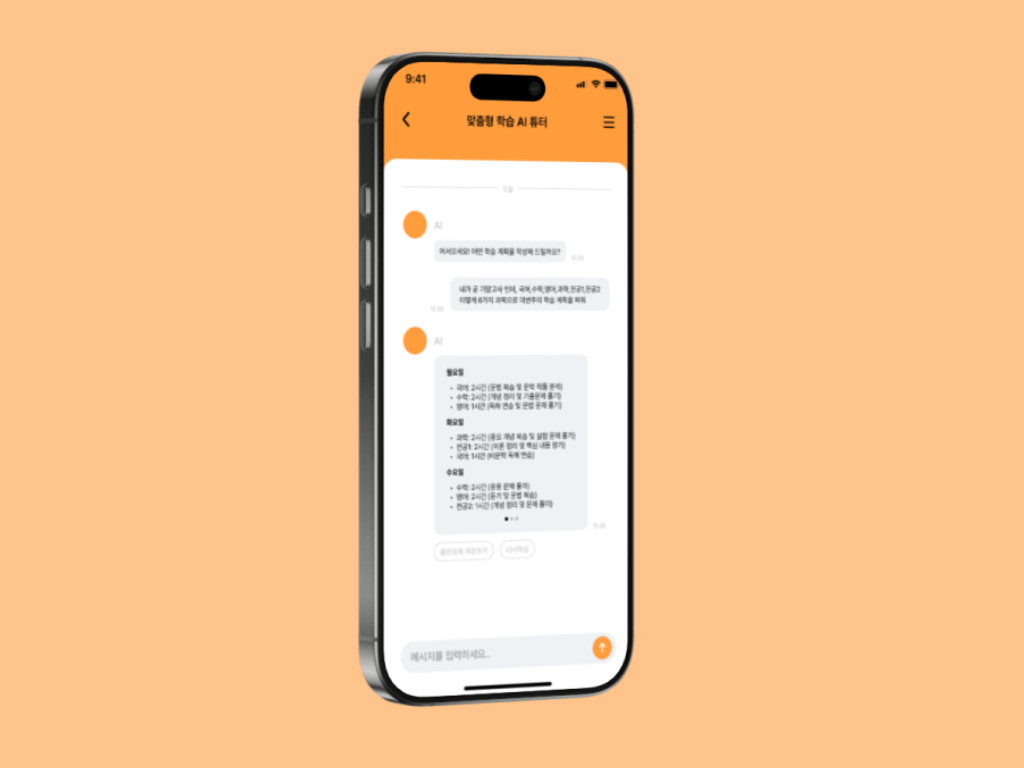 9:41
맞춤형 학습 AI 튜터
오늘
AI
어서오세요! 어떤 학습 계획을 작성해 드릴까요?
내가 곧 기말고사 인데, 국어,수학,영어,과학,전공1,전공2
이렇게 6가지 과목으로 이번주의 학습 계획을 짜줘
AI
월요일
• 국어: 2시간 (문법 복습 및 문학 작품 분석)
• 수학: 2시간 (개념 정리 및 기출문제 풀기)
• 영어: 1시간 (독해 연습 및 문법 문제 풀기)
화요일
• 과학: 2시간 (중요 개념 복습 및 실험 문제 풀기)
• 전공1: 2시간 (이론 정리 및 핵심 내용 암기)
• 국어: 1시간 (비문학 독해 연습)
수요일
• 수학: 2시간 (응용 문제 풀이)
• 영어: 2시간 (듣기 및 문법 복습)
• 전공2: 1시간 (개념 정리 및 문제 풀이)
저장하기
다시작성
메시지를 입력하세요..